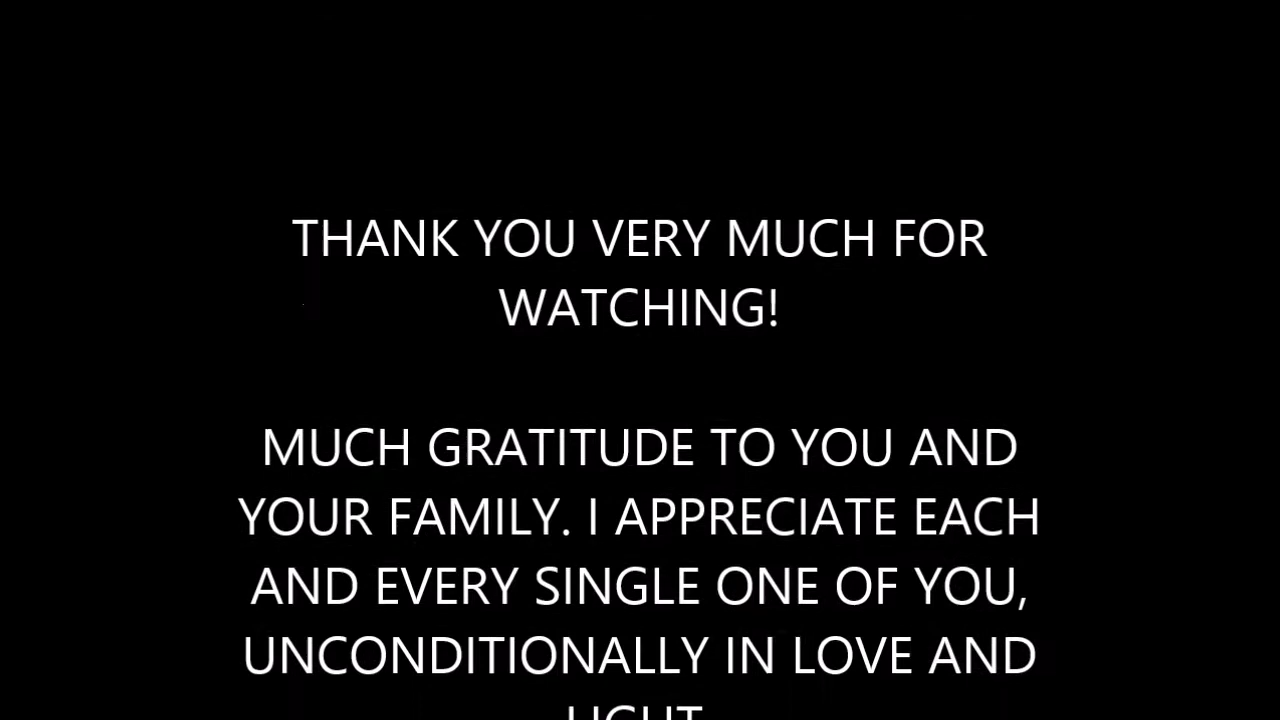 THANK YOU VERY MUCH FOR
WATCHING!
MUCH GRATITUDE TO YOU AND
YOUR FAMILY. I APPRECIATE EACH
AND EVERY SINGLE ONE OF YOU,
UNCONDITIONALLY IN LOVE AND
LIGHT